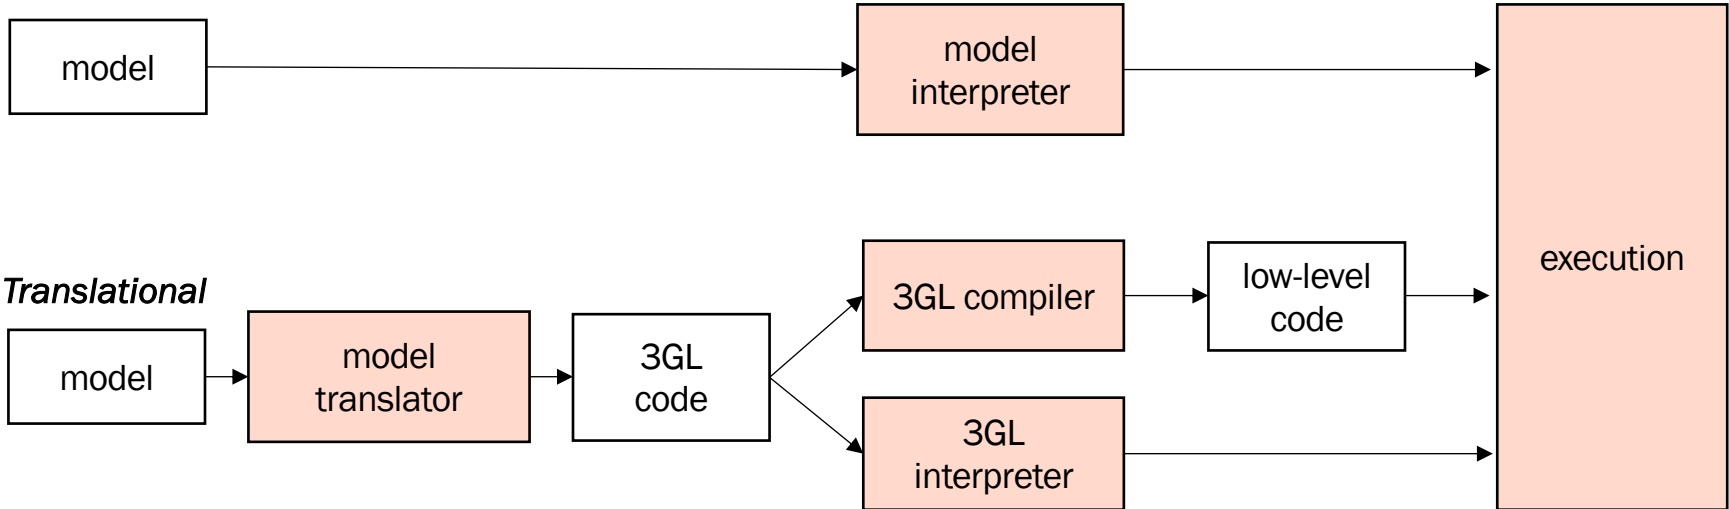 model
model
interpreter
execution
Translational
model
model
translator
3GL
code
3GL compiler
low-level
code
3GL
interpreter